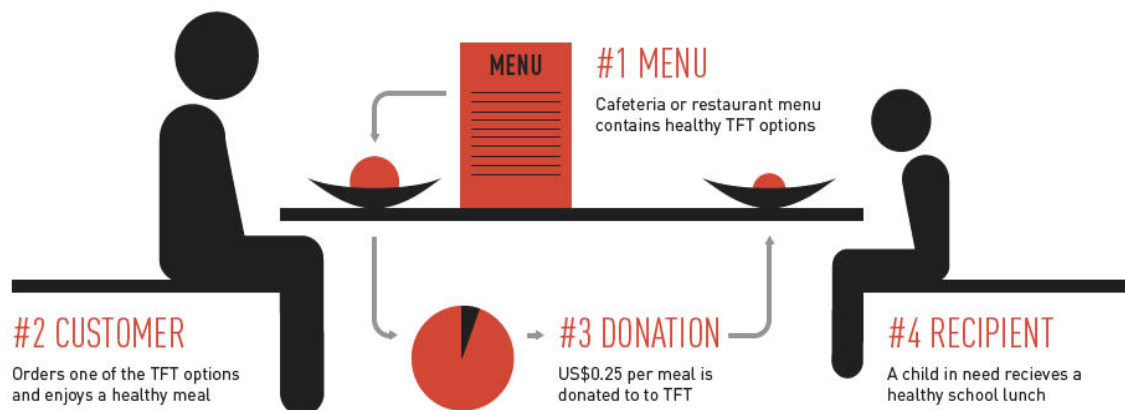 MENU
#1 MENU
Cafeteria or restaurant menu
contains healthy TFT options
#2 CUSTOMER
Orders one of the TFT options
and enjoys a healthy meal
#3 DONATION
US$0.25 per meal is
donated to to TFT
#4 RECIPIENT
A child in need recieves a
healthy school lunch